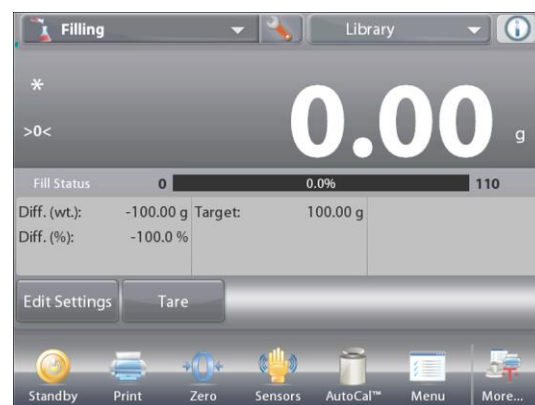 Filling Library
*
>0< 0.00 g
Fill Status 0 0.0% 110
Diff. (wt.): -100.00 g Target: 100.00 g
Diff. (%): -100.0 %
Edit Settings Tare
Standby Print Zero Sensors AutoCal™ Menu More...